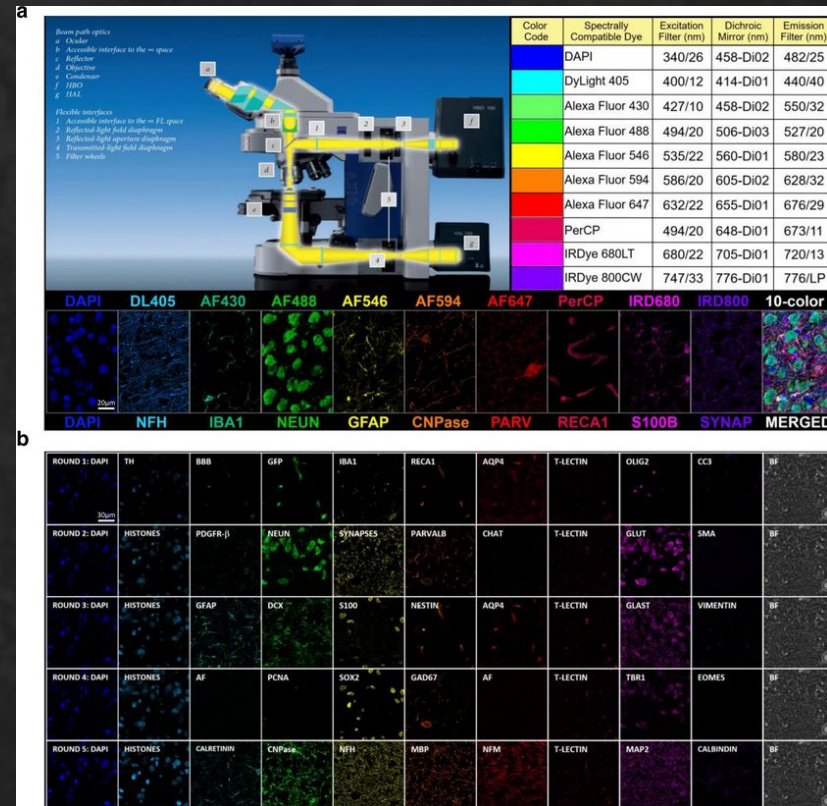 a
Beam path optics
a Ocular
b Accessible interface to the ∞ space
c Reflector
d Objective
e Condenser
f HBO
g HAL
Flexible interfaces
1 Accessible interface to the ∞ FL space
2 Reflected-light field diaphragm
3 Reflected-light aperture diaphragm
4 Transmitted-light field diaphragm
5 Filter wheels
a
b
c
d
e
1
2
3
f
5
g
4
Color Code Spectrally Compatible Dye Excitation Filter (nm) Dichroic Mirror (nm) Emission Filter (nm)
DAPI 340/26 458-Di02 482/25
DyLight 405 400/12 414-Di01 440/40
Alexa Fluor 430 427/10 458-Di02 550/32
Alexa Fluor 488 494/20 506-Di03 527/20
Alexa Fluor 546 535/22 560-Di01 580/23
Alexa Fluor 594 586/20 605-Di02 628/32
Alexa Fluor 647 632/22 655-Di01 676/29
PerCP 494/20 648-Di01 673/11
IRDye 680LT 680/22 705-Di01 720/13
IRDye 800CW 747/33 776-Di01 776/LP
DAPI DL405 AF430 AF488 AF546 AF594 AF647 PerCP IRD680 IRD800 10-color
20µm
DAPI NFH IBA1 NEUN GFAP CNPase PARV RECA1 S100B SYNAP MERGED
b
ROUND 1: DAPI TH BBB GFP IBA1 RECA1 AQP4 T-LECTIN OLIG2 CC3 BF
30µm
ROUND 2: DAPI HISTONES PDGFR-β NEUN SYNAPSES PARVALB CHAT T-LECTIN GLUT SMA BF
ROUND 3: DAPI HISTONES GFAP DCX S100 NESTIN AQP4 T-LECTIN GLAST VIMENTIN BF
ROUND 4: DAPI HISTONES AF PCNA SOX2 GAD67 AF T-LECTIN TBR1 EOMES BF
ROUND 5: DAPI HISTONES CALRETININ CNPase NFH MBP NFM T-LECTIN MAP2 CALBINDIN BF